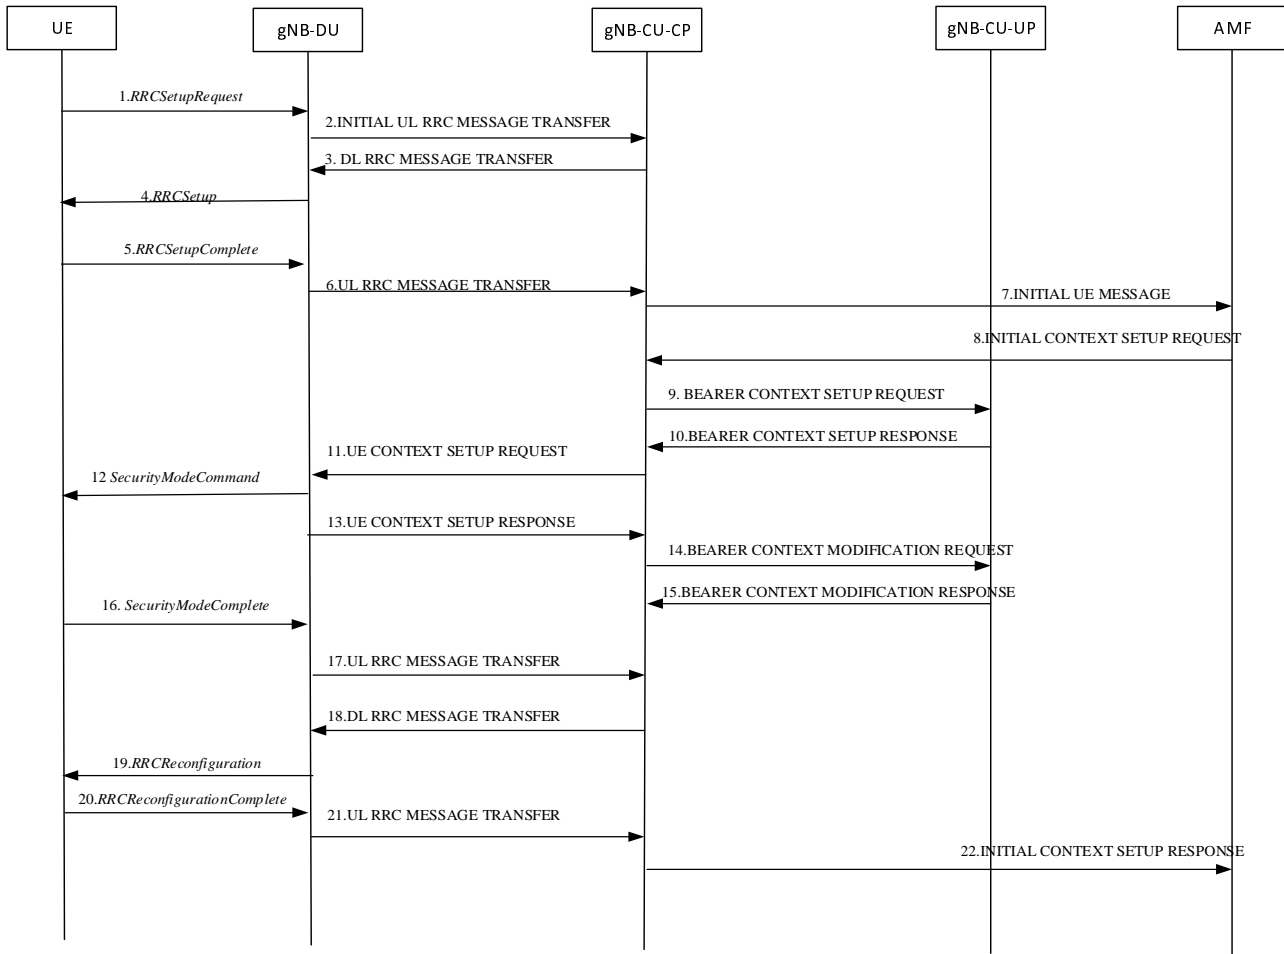 UE
gNB-DU
gNB-CU-CP
gNB-CU-UP
AMF
1.RRCSetupRequest
2.INITIAL UL RRC MESSAGE TRANSFER
3. DL RRC MESSAGE TRANSFER
4.RRCSetup
5.RRCSetupComplete
6.UL RRC MESSAGE TRANSFER
7.INITIAL UE MESSAGE
8.INITIAL CONTEXT SETUP REQUEST
9. BEARER CONTEXT SETUP REQUEST
10.BEARER CONTEXT SETUP RESPONSE
11.UE CONTEXT SETUP REQUEST
12 SecurityModeCommand
13.UE CONTEXT SETUP RESPONSE
14.BEARER CONTEXT MODIFICATION REQUEST
15.BEARER CONTEXT MODIFICATION RESPONSE
16. SecurityModeComplete
17.UL RRC MESSAGE TRANSFER
18.DL RRC MESSAGE TRANSFER
19.RRCReconfiguration
20.RRCReconfigurationComplete
21.UL RRC MESSAGE TRANSFER
22.INITIAL CONTEXT SETUP RESPONSE